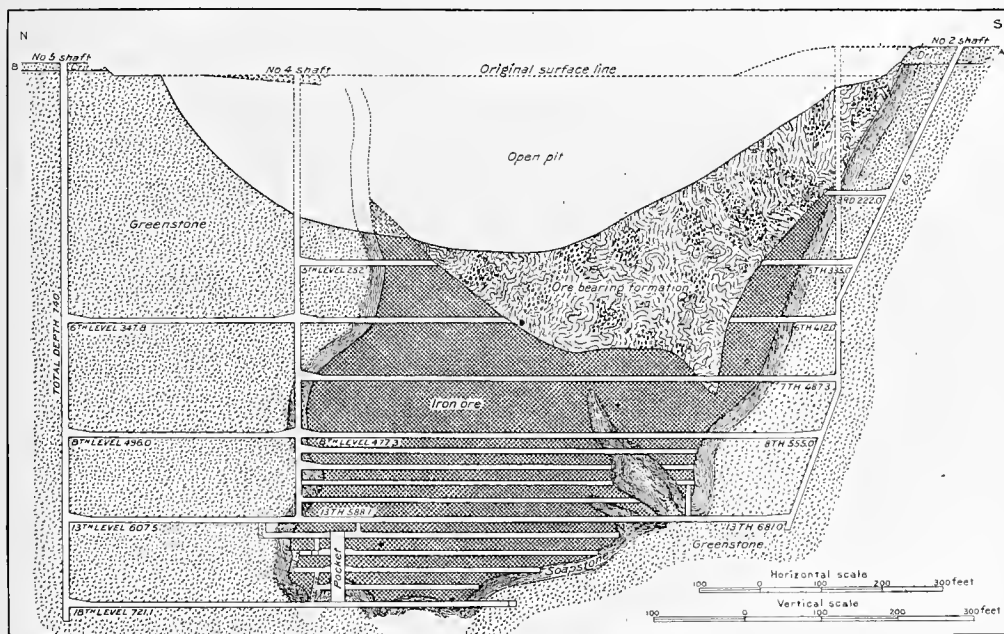 N
S
No 5 shaft
No 2 shaft
B
Drift
No 4 shaft
Original surface line
A
Open pit
Greenstone
60°
3RD 222.0
5TH LEVEL 252
5TH 335.0
Ore bearing formation
6TH LEVEL 347.8
6TH 412.0
TOTAL DEPTH 740
7TH 487.3
Iron ore
8TH LEVEL 496.0
8TH LEVEL 477.3
8TH 555.0
13TH LEVEL 607.5
13TH 588.1
13TH 681.0
Greenstone
Pocket
Soapstone
18TH LEVEL 721.1
Horizontal scale
100 0 100 200 300 feet
Vertical scale
100 0 100 200 300 feet